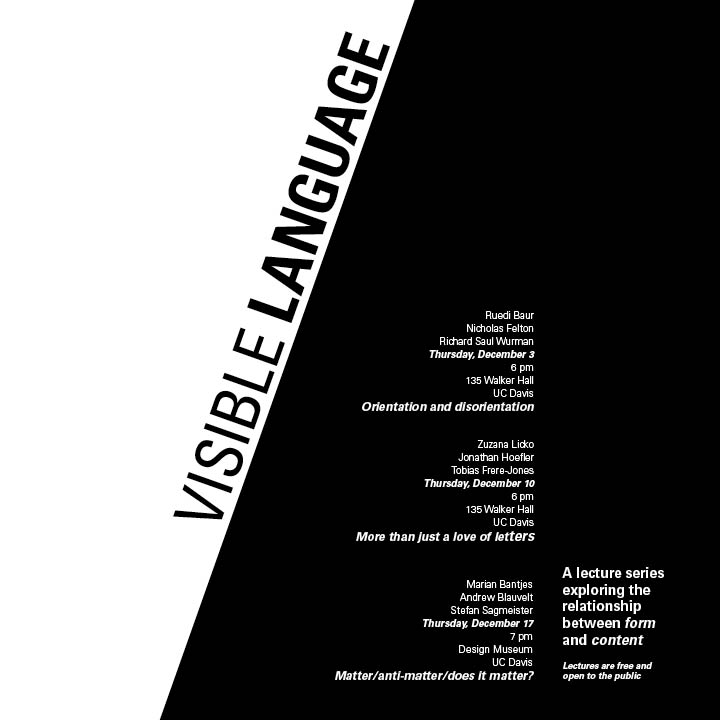 VISIBLE LANGUAGE
Ruedi Baur
Nicholas Felton
Richard Saul Wurman
Thursday, December 3
6 pm
135 Walker Hall
UC Davis
Orientation and disorientation
Zuzana Licko
Jonathan Hoefler
Tobias Frere-Jones
Thursday, December 10
6 pm
135 Walker Hall
UC Davis
More than just a love of letters
Marian Bantjes
Andrew Blauvelt
Stefan Sagmeister
Thursday, December 17
7 pm
Design Museum
UC Davis
Matter/anti-matter/does it matter?
A lecture series
exploring the
relationship
between form
and content
Lectures are free and
open to the public